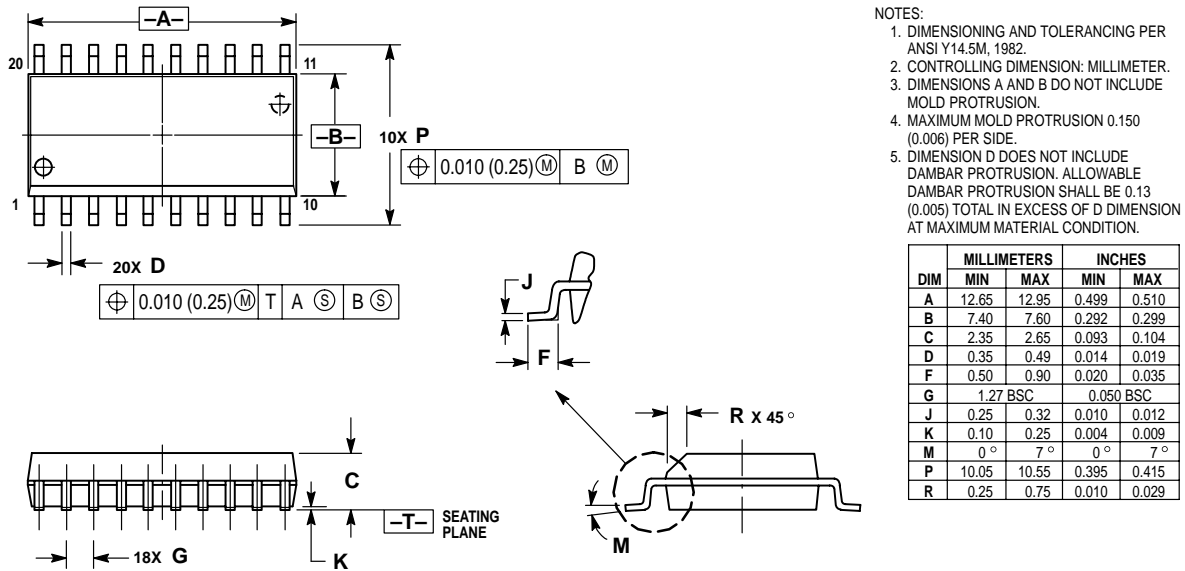 –A–
20
11
–B–
10X P
0.010 (0.25) Ⓜ B Ⓜ
1
10
20X D
0.010 (0.25) Ⓜ T A Ⓢ B Ⓢ
J
F
R X 45°
C
–T– SEATING
PLANE
M
18X G
K
NOTES:
1. DIMENSIONING AND TOLERANCING PER
ANSI Y14.5M, 1982.
2. CONTROLLING DIMENSION: MILLIMETER.
3. DIMENSIONS A AND B DO NOT INCLUDE
MOLD PROTRUSION.
4. MAXIMUM MOLD PROTRUSION 0.150
(0.006) PER SIDE.
5. DIMENSION D DOES NOT INCLUDE
DAMBAR PROTRUSION. ALLOWABLE
DAMBAR PROTRUSION SHALL BE 0.13
(0.005) TOTAL IN EXCESS OF D DIMENSION
AT MAXIMUM MATERIAL CONDITION.
MILLIMETERS INCHES
DIM MIN MAX MIN MAX
A 12.65 12.95 0.499 0.510
B 7.40 7.60 0.292 0.299
C 2.35 2.65 0.093 0.104
D 0.35 0.49 0.014 0.019
F 0.50 0.90 0.020 0.035
G 1.27 BSC 0.050 BSC
J 0.25 0.32 0.010 0.012
K 0.10 0.25 0.004 0.009
M 0° 7° 0° 7°
P 10.05 10.55 0.395 0.415
R 0.25 0.75 0.010 0.029